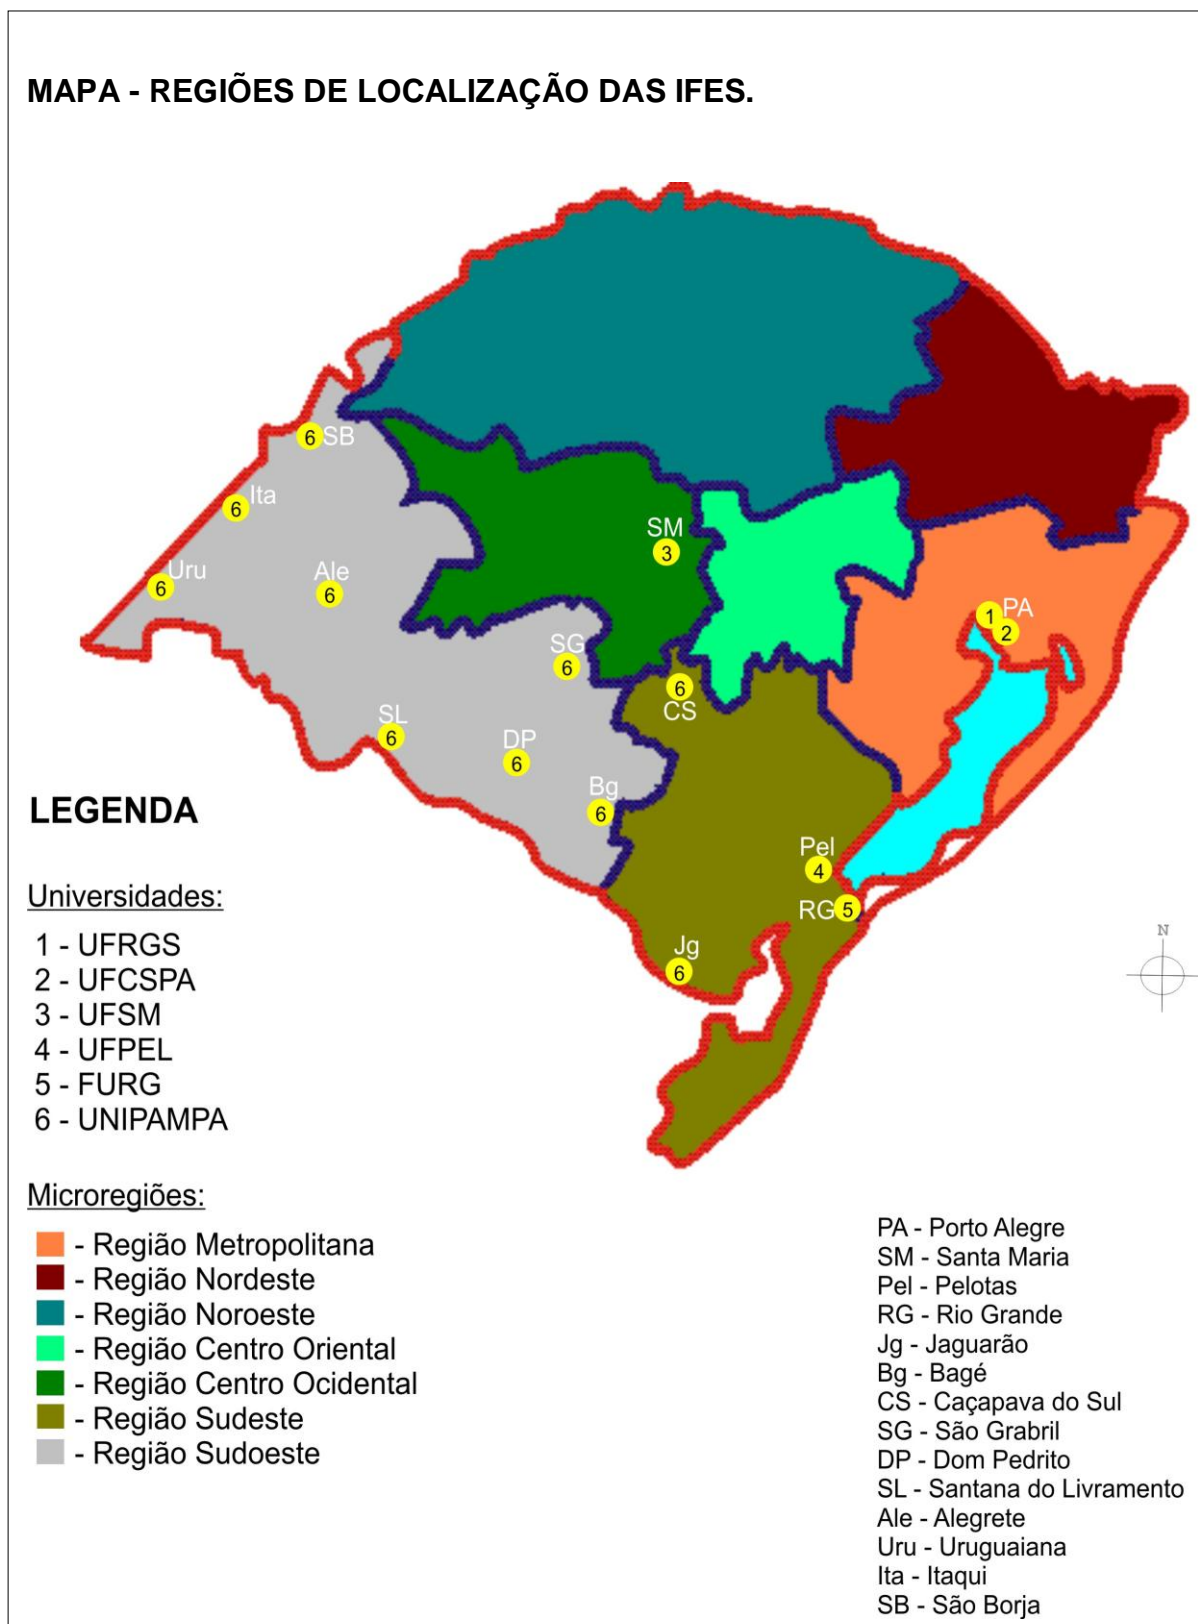 MAPA - REGIÕES DE LOCALIZAÇÃO DAS IFES.
6 SB
6 Ita
6 Uru
Ale
6
SM
3
SG
6
1 PA
2
6
CS
SL
6
DP
6
Bg
6
Pel
4
RG 5
Jg
6
N
LEGENDA
Universidades:
1 - UFRGS
2 - UFCSPA
3 - UFSM
4 - UFPEL
5 - FURG
6 - UNIPAMPA
Microregiões:
- Região Metropolitana
- Região Nordeste
- Região Noroeste
- Região Centro Oriental
- Região Centro Ocidental
- Região Sudeste
- Região Sudoeste
PA - Porto Alegre
SM - Santa Maria
Pel - Pelotas
RG - Rio Grande
Jg - Jaguarão
Bg - Bagé
CS - Caçapava do Sul
SG - São Grabril
DP - Dom Pedrito
SL - Santana do Livramento
Ale - Alegrete
Uru - Uruguaiana
Ita - Itaqui
SB - São Borja